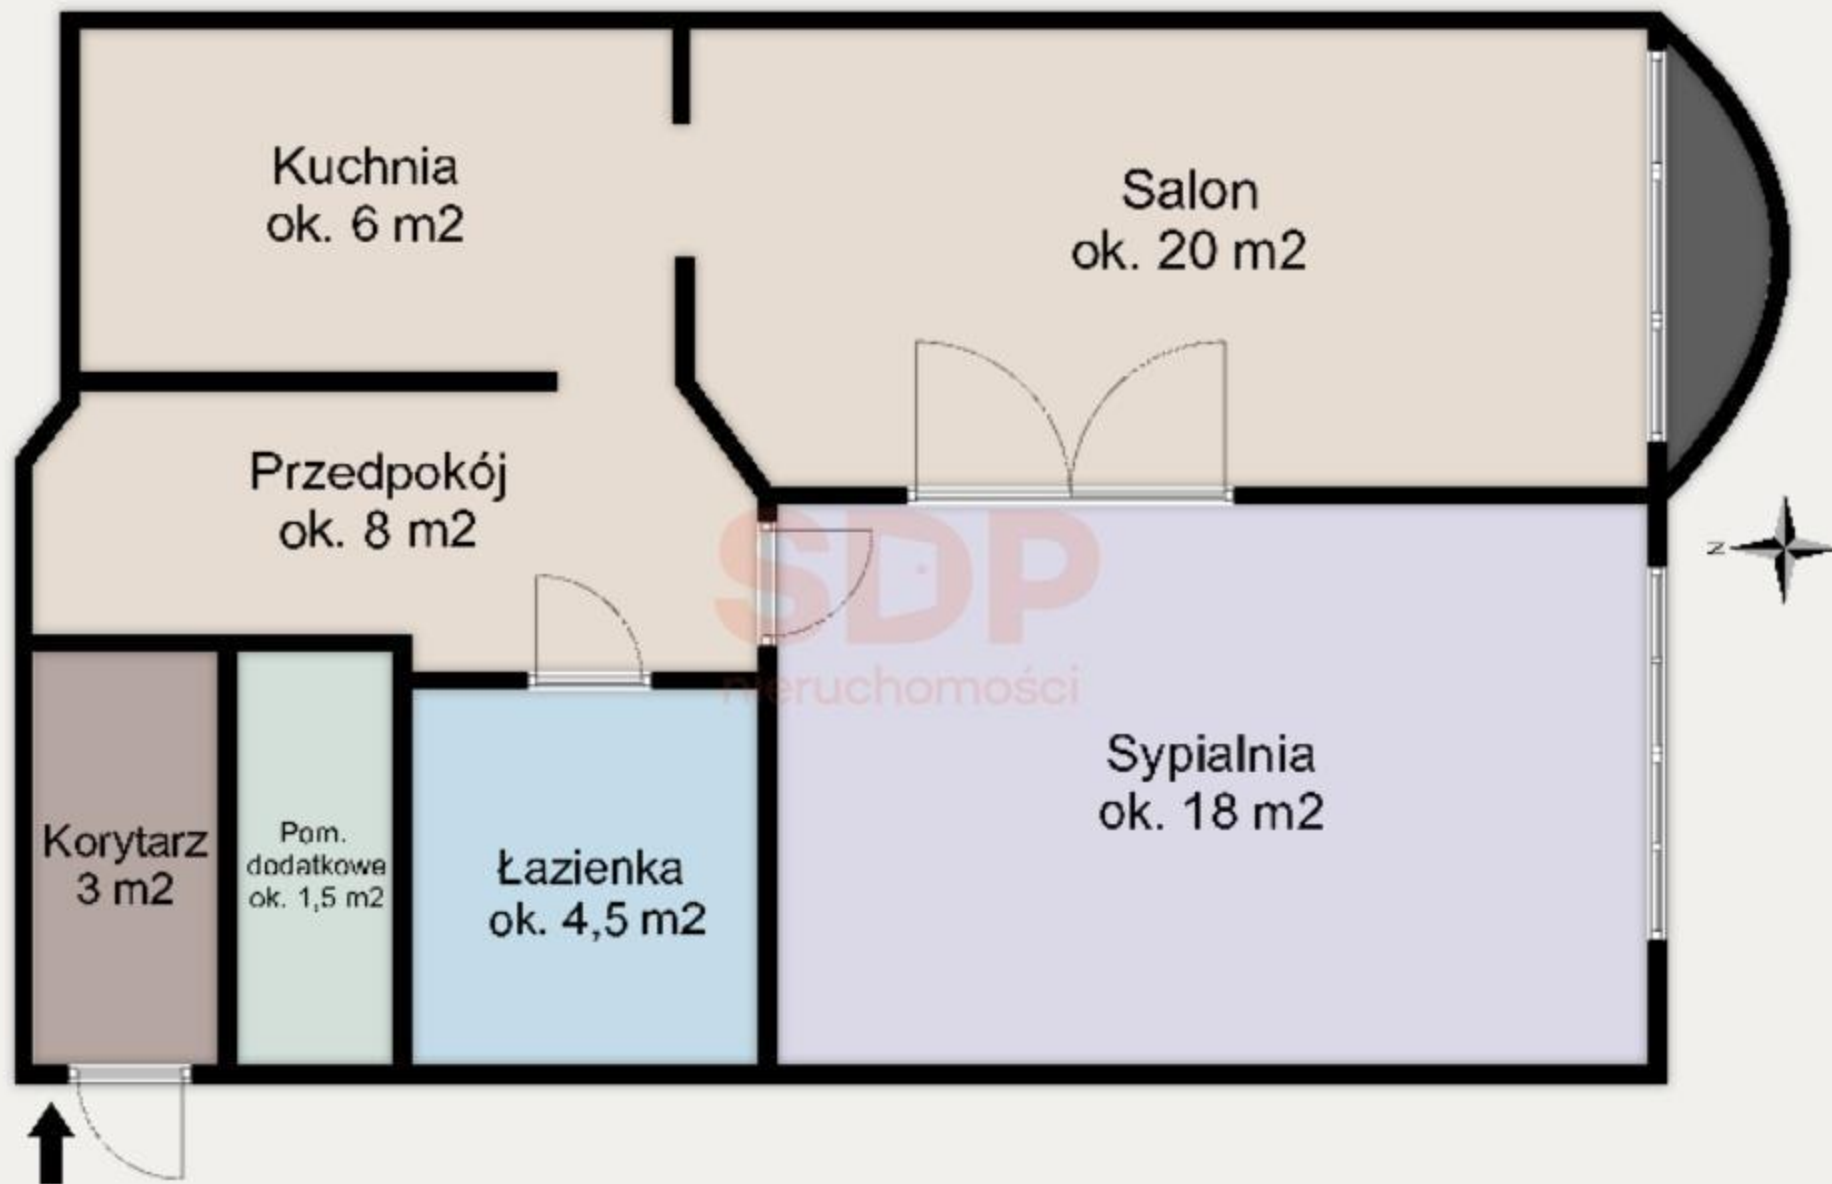 Kuchnia
ok. 6 m2
Salon
ok. 20 m2
Przedpokój
ok. 8 m2
SDP
nieruchomości
N
Sypialnia
ok. 18 m2
Korytarz
3 m2
Pom.
dodatkowe
ok. 1,5 m2
Łazienka
ok. 4,5 m2